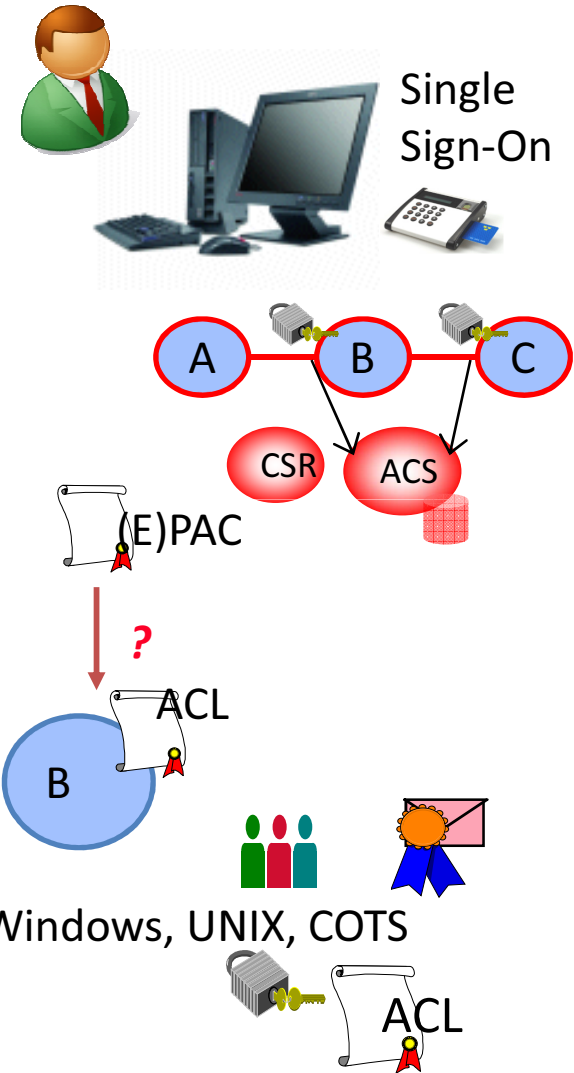 Single
Sign-On
A
B
C
CSR
ACS
(E)PAC
?
ACL
B
Windows, UNIX, COTS
ACL